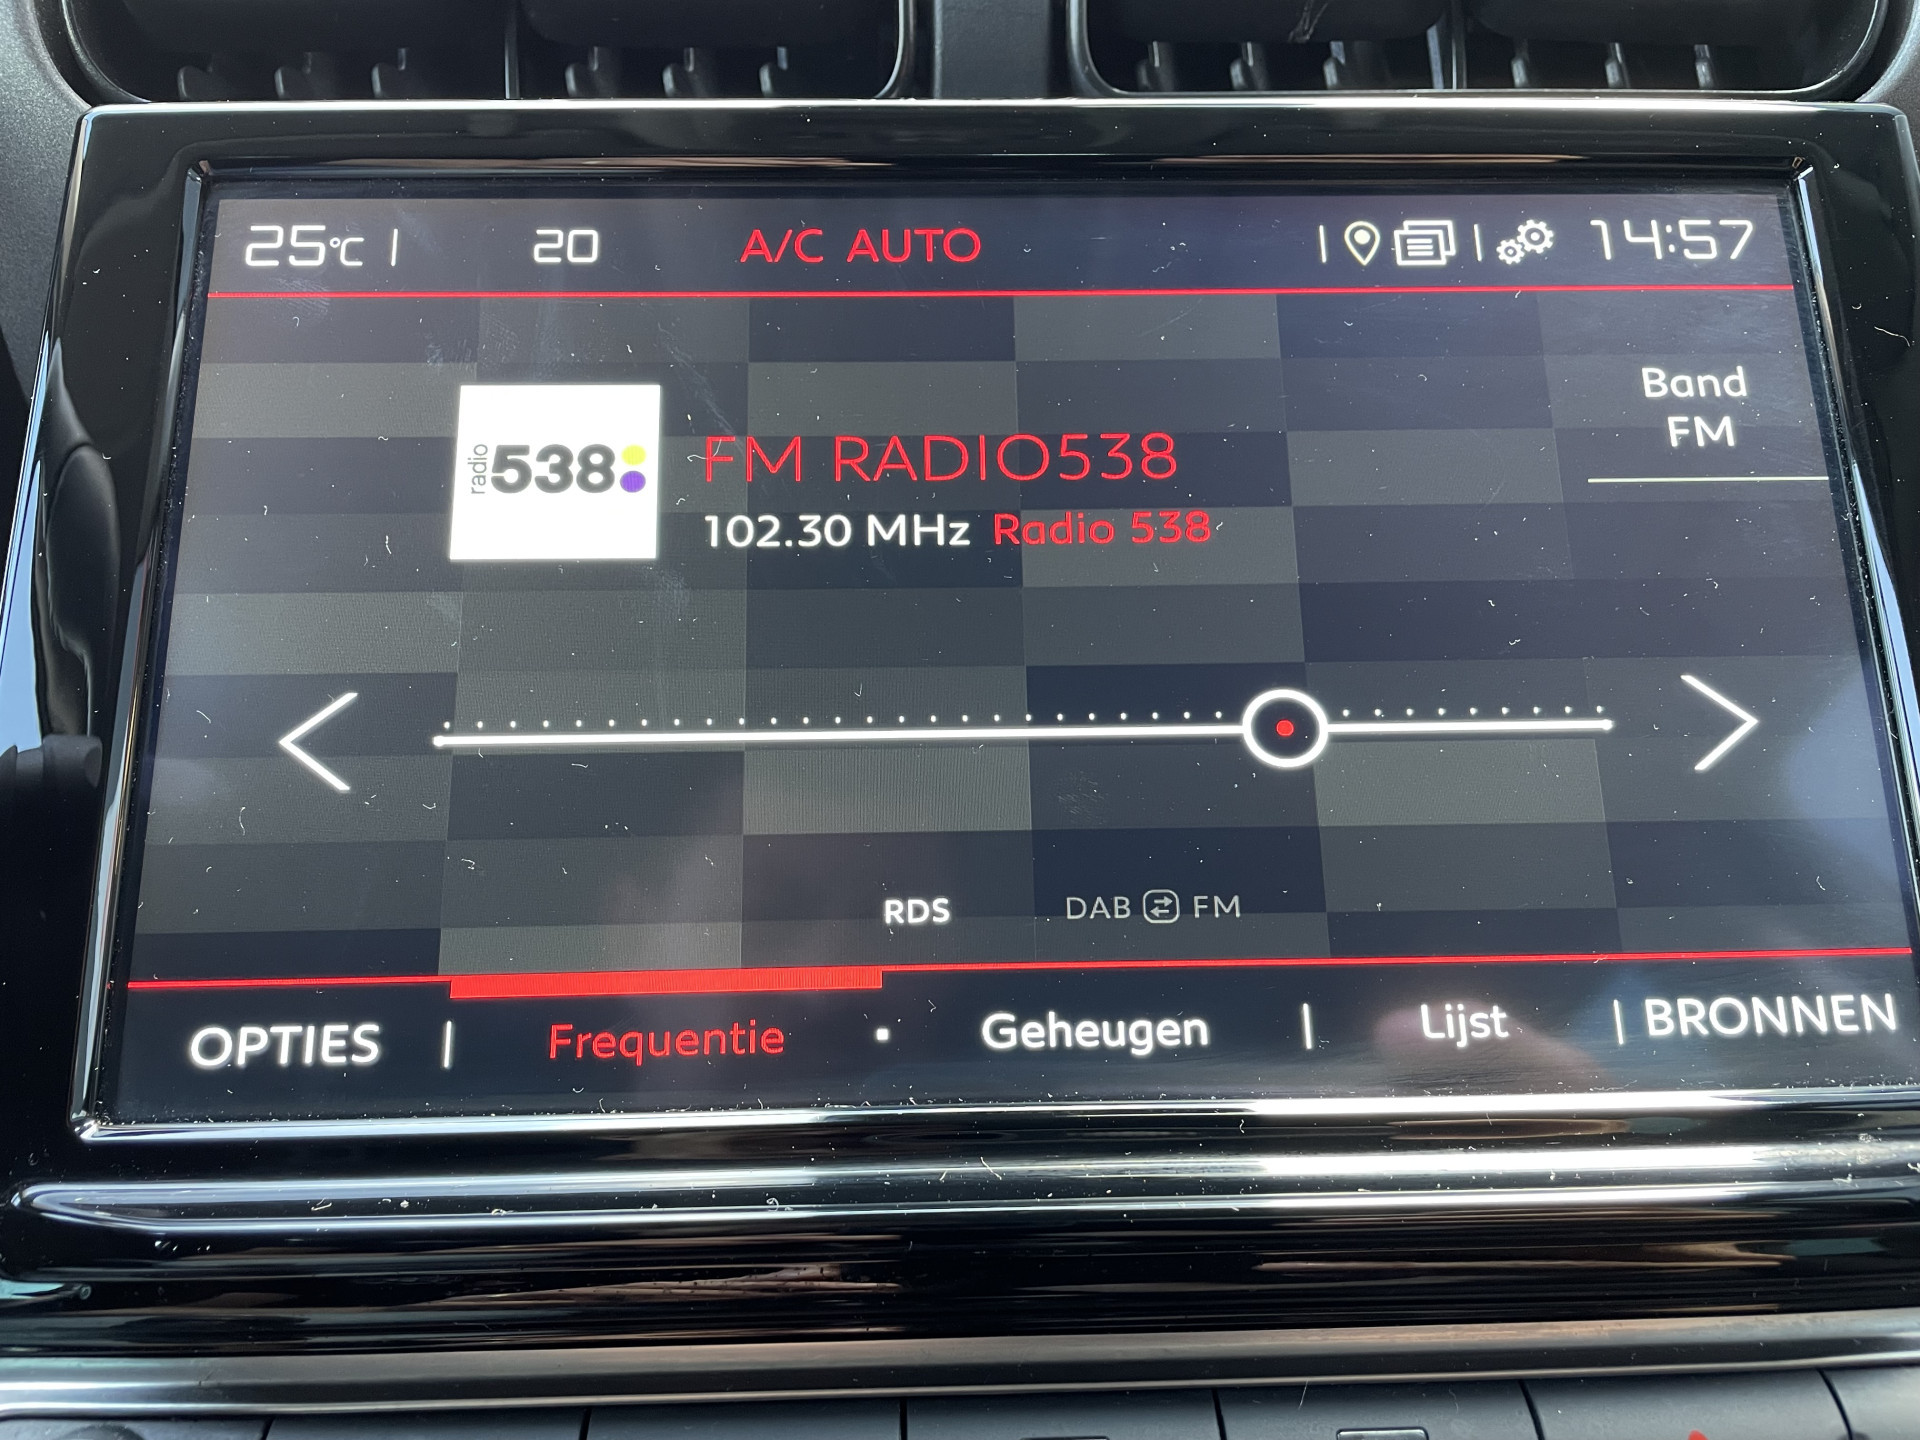 25°C | 20 A/C AUTO | | 14:57
Band
FM
radio 538
FM RADIO538
102.30 MHz Radio 538
RDS DAB FM
OPTIES | Frequentie · Geheugen | Lijst | BRONNEN